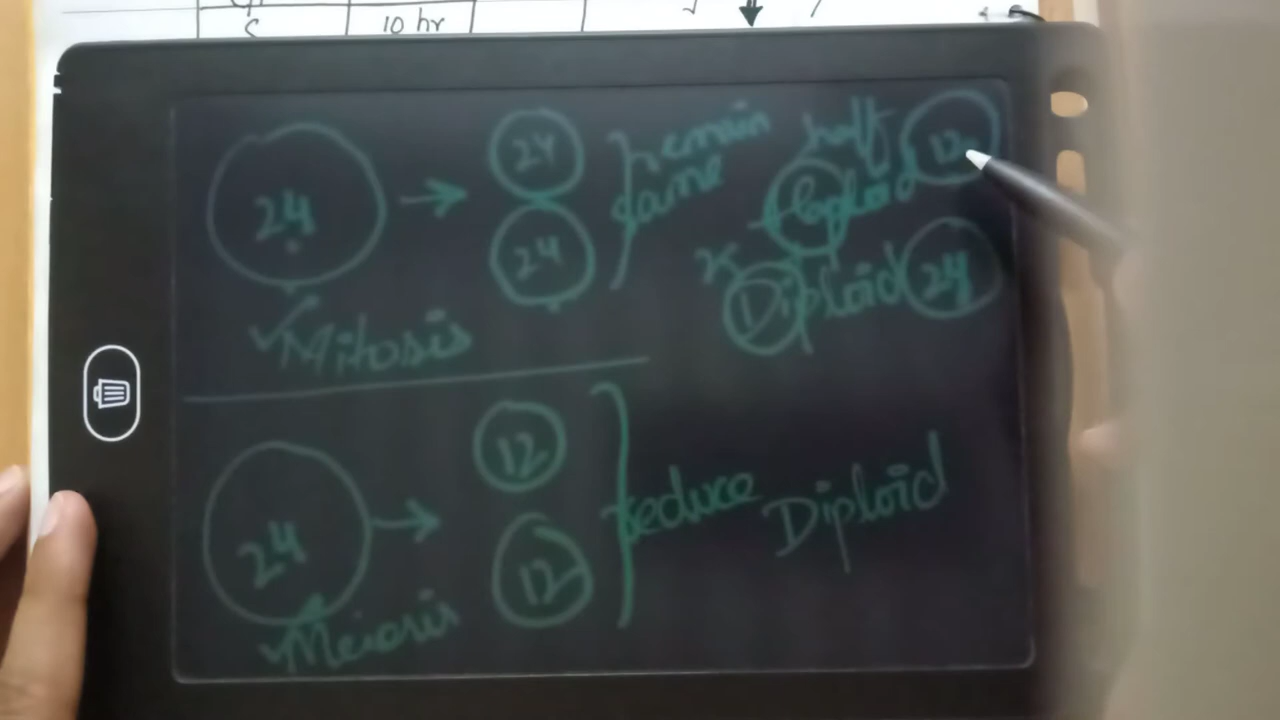 S 10 hr
24 → 24 remain
24 same
✓Mitosis
half
Haploid 12
Diploid 24
24 → 12 reduce Diploid
12
✓Meiosis